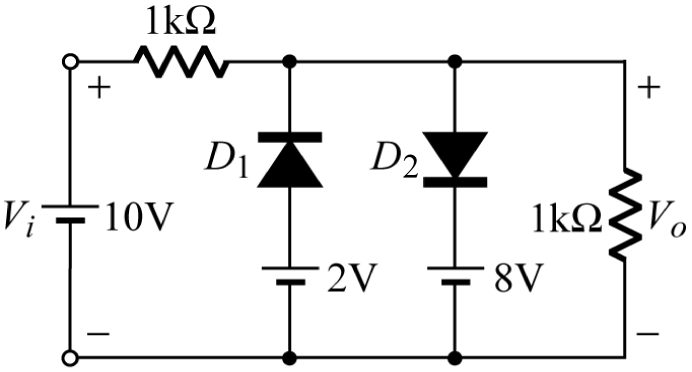 1kΩ
+ +
D1 D2
Vi 10V 1kΩ Vo
2V 8V
− −